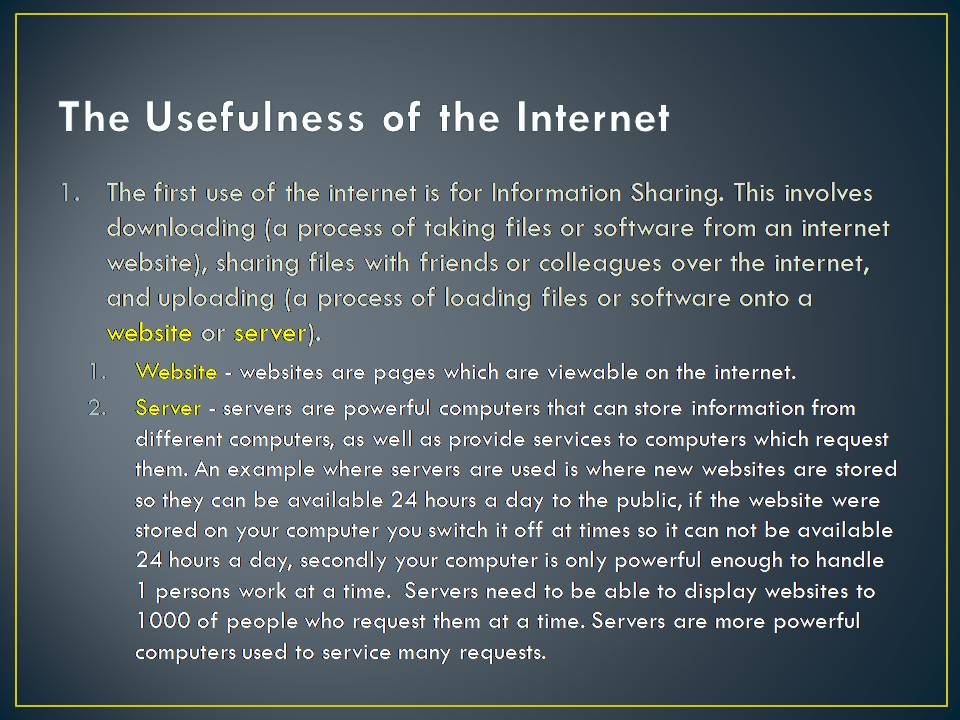 The Usefulness of the Internet
1. The first use of the internet is for Information Sharing. This involves
downloading (a process of taking files or software from an internet
website), sharing files with friends or colleagues over the internet,
and uploading (a process of loading files or software onto a
website or server).
1. Website - websites are pages which are viewable on the internet.
2. Server - servers are powerful computers that can store information from
different computers, as well as provide services to computers which request
them. An example where servers are used is where new websites are stored
so they can be available 24 hours a day to the public, if the website were
stored on your computer you switch it off at times so it can not be available
24 hours a day, secondly your computer is only powerful enough to handle
1 persons work at a time. Servers need to be able to display websites to
1000 of people who request them at a time. Servers are more powerful
computers used to service many requests.